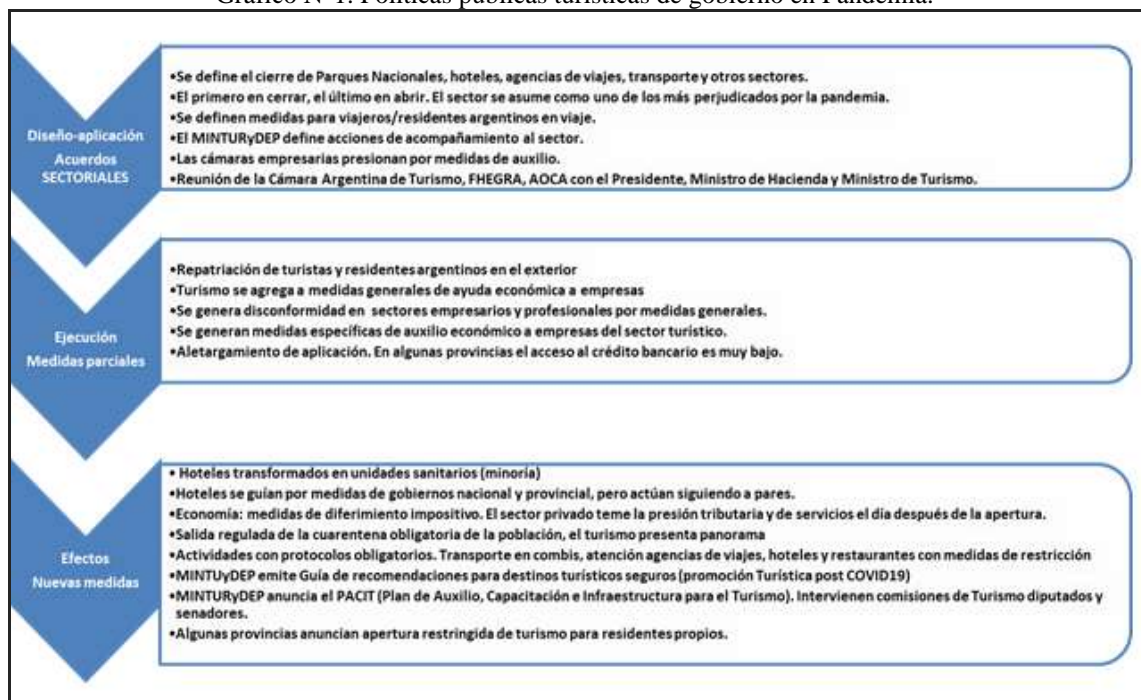 Gráfico Nº1. Políticas públicas turísticas de gobierno en Pandemia.
Diseño-aplicación
Acuerdos
SECTORIALES
•Se define el cierre de Parques Nacionales, hoteles, agencias de viajes, transporte y otros sectores.
•El primero en cerrar, el último en abrir. El sector se asume como uno de los más perjudicados por la pandemia.
•Se definen medidas para viajeros/residentes argentinos en viaje.
•El MINTURyDEP define acciones de acompañamiento al sector.
•Las cámaras empresarias presionan por medidas de auxilio.
•Reunión de la Cámara Argentina de Turismo, FHEGRA, AOCA con el Presidente, Ministro de Hacienda y Ministro de Turismo.
Ejecución
Medidas parciales
•Repatriación de turistas y residentes argentinos en el exterior
•Turismo se agrega a medidas generales de ayuda económica a empresas
•Se genera disconformidad en sectores empresarios y profesionales por medidas generales.
•Se generan medidas específicas de auxilio económico a empresas del sector turístico.
•Aletargamiento de aplicación. En algunas provincias el acceso al crédito bancario es muy bajo.
Efectos
Nuevas medidas
• Hoteles transformados en unidades sanitarios (minoría)
•Hoteles se guían por medidas de gobiernos nacional y provincial, pero actúan siguiendo a pares.
•Economía: medidas de diferimiento impositivo. El sector privado teme la presión tributaria y de servicios el día después de la apertura.
•Salida regulada de la cuarentena obligatoria de la población, el turismo presenta panorama
•Actividades con protocolos obligatorios. Transporte en combis, atención agencias de viajes, hoteles y restaurantes con medidas de restricción
•MINTUyDEP emite Guía de recomendaciones para destinos turísticos seguros (promoción Turística post COVID19)
•MINTURyDEP anuncia el PACIT (Plan de Auxilio, Capacitación e Infraestructura para el Turismo). Intervienen comisiones de Turismo diputados y
senadores.
•Algunas provincias anuncian apertura restringida de turismo para residentes propios.